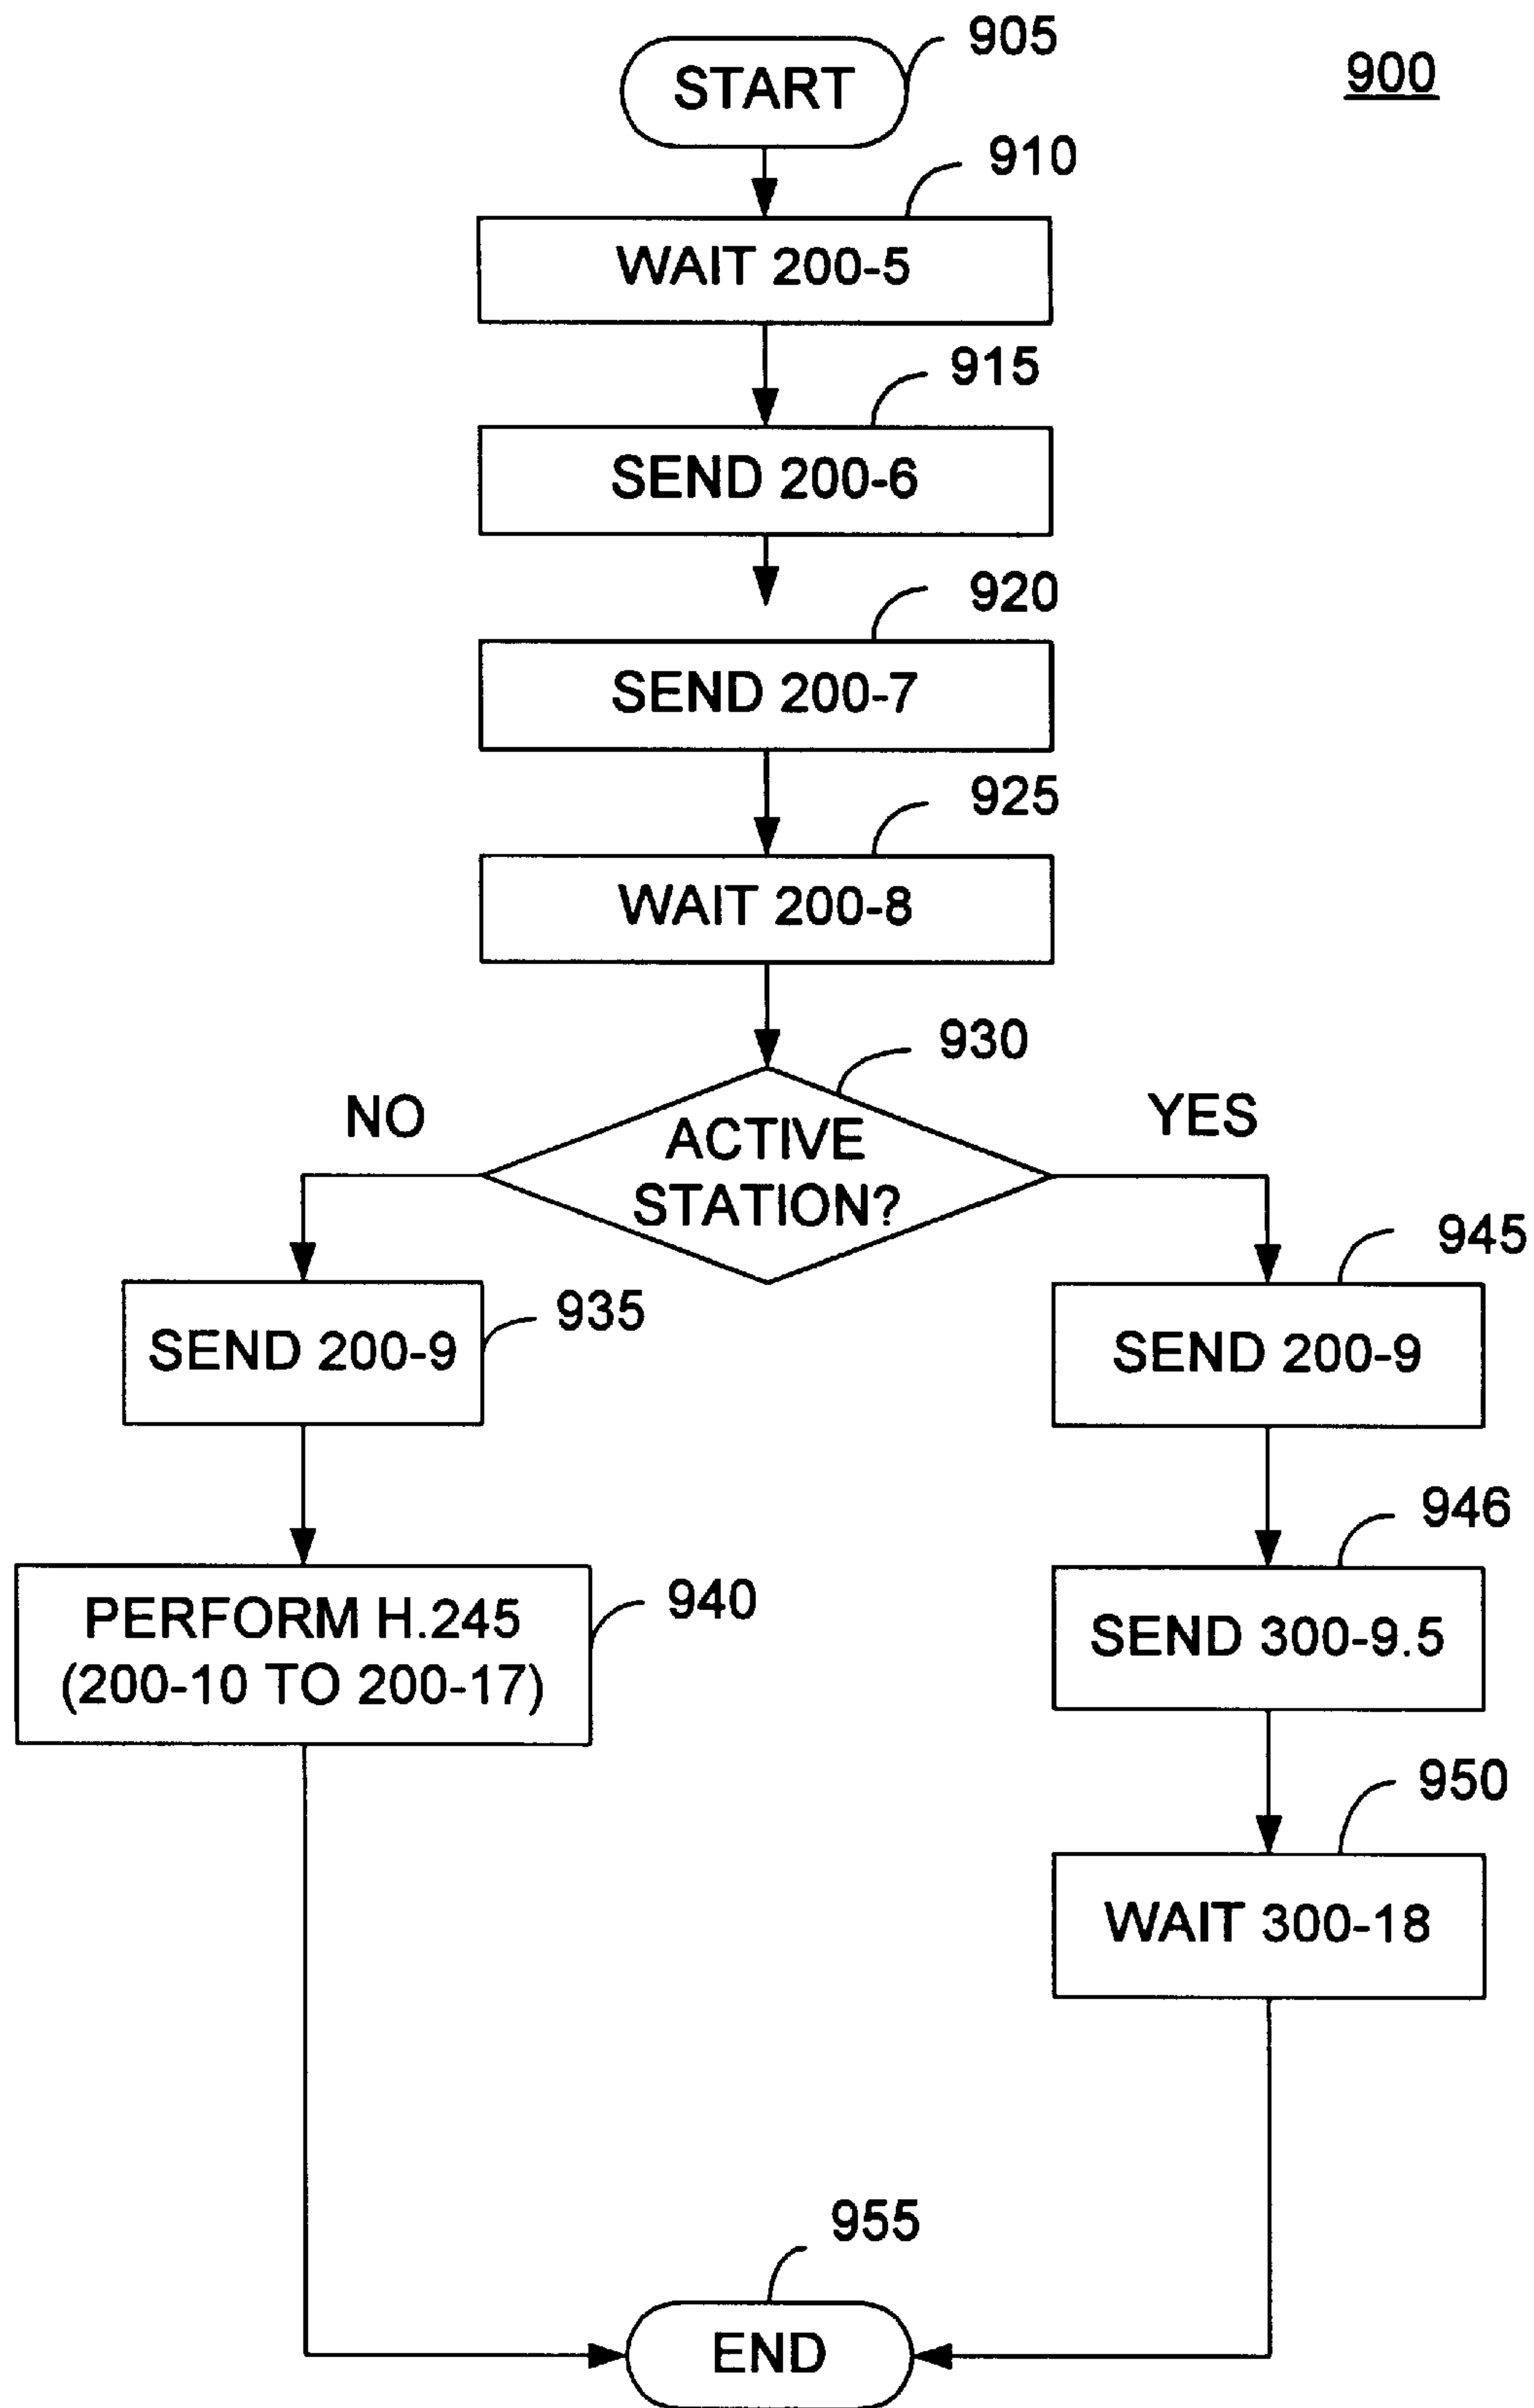 905
900
START
910
WAIT 200-5
915
SEND 200-6
920
SEND 200-7
925
WAIT 200-8
930
NO
YES
ACTIVE
STATION?
945
935
SEND 200-9
SEND 200-9
946
940
PERFORM H.245
(200-10 TO 200-17)
SEND 300-9.5
950
WAIT 300-18
955
END